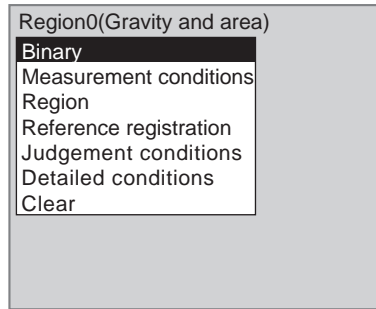 Region0(Gravity and area)
Binary
Measurement conditions
Region
Reference registration
Judgement conditions
Detailed conditions
Clear